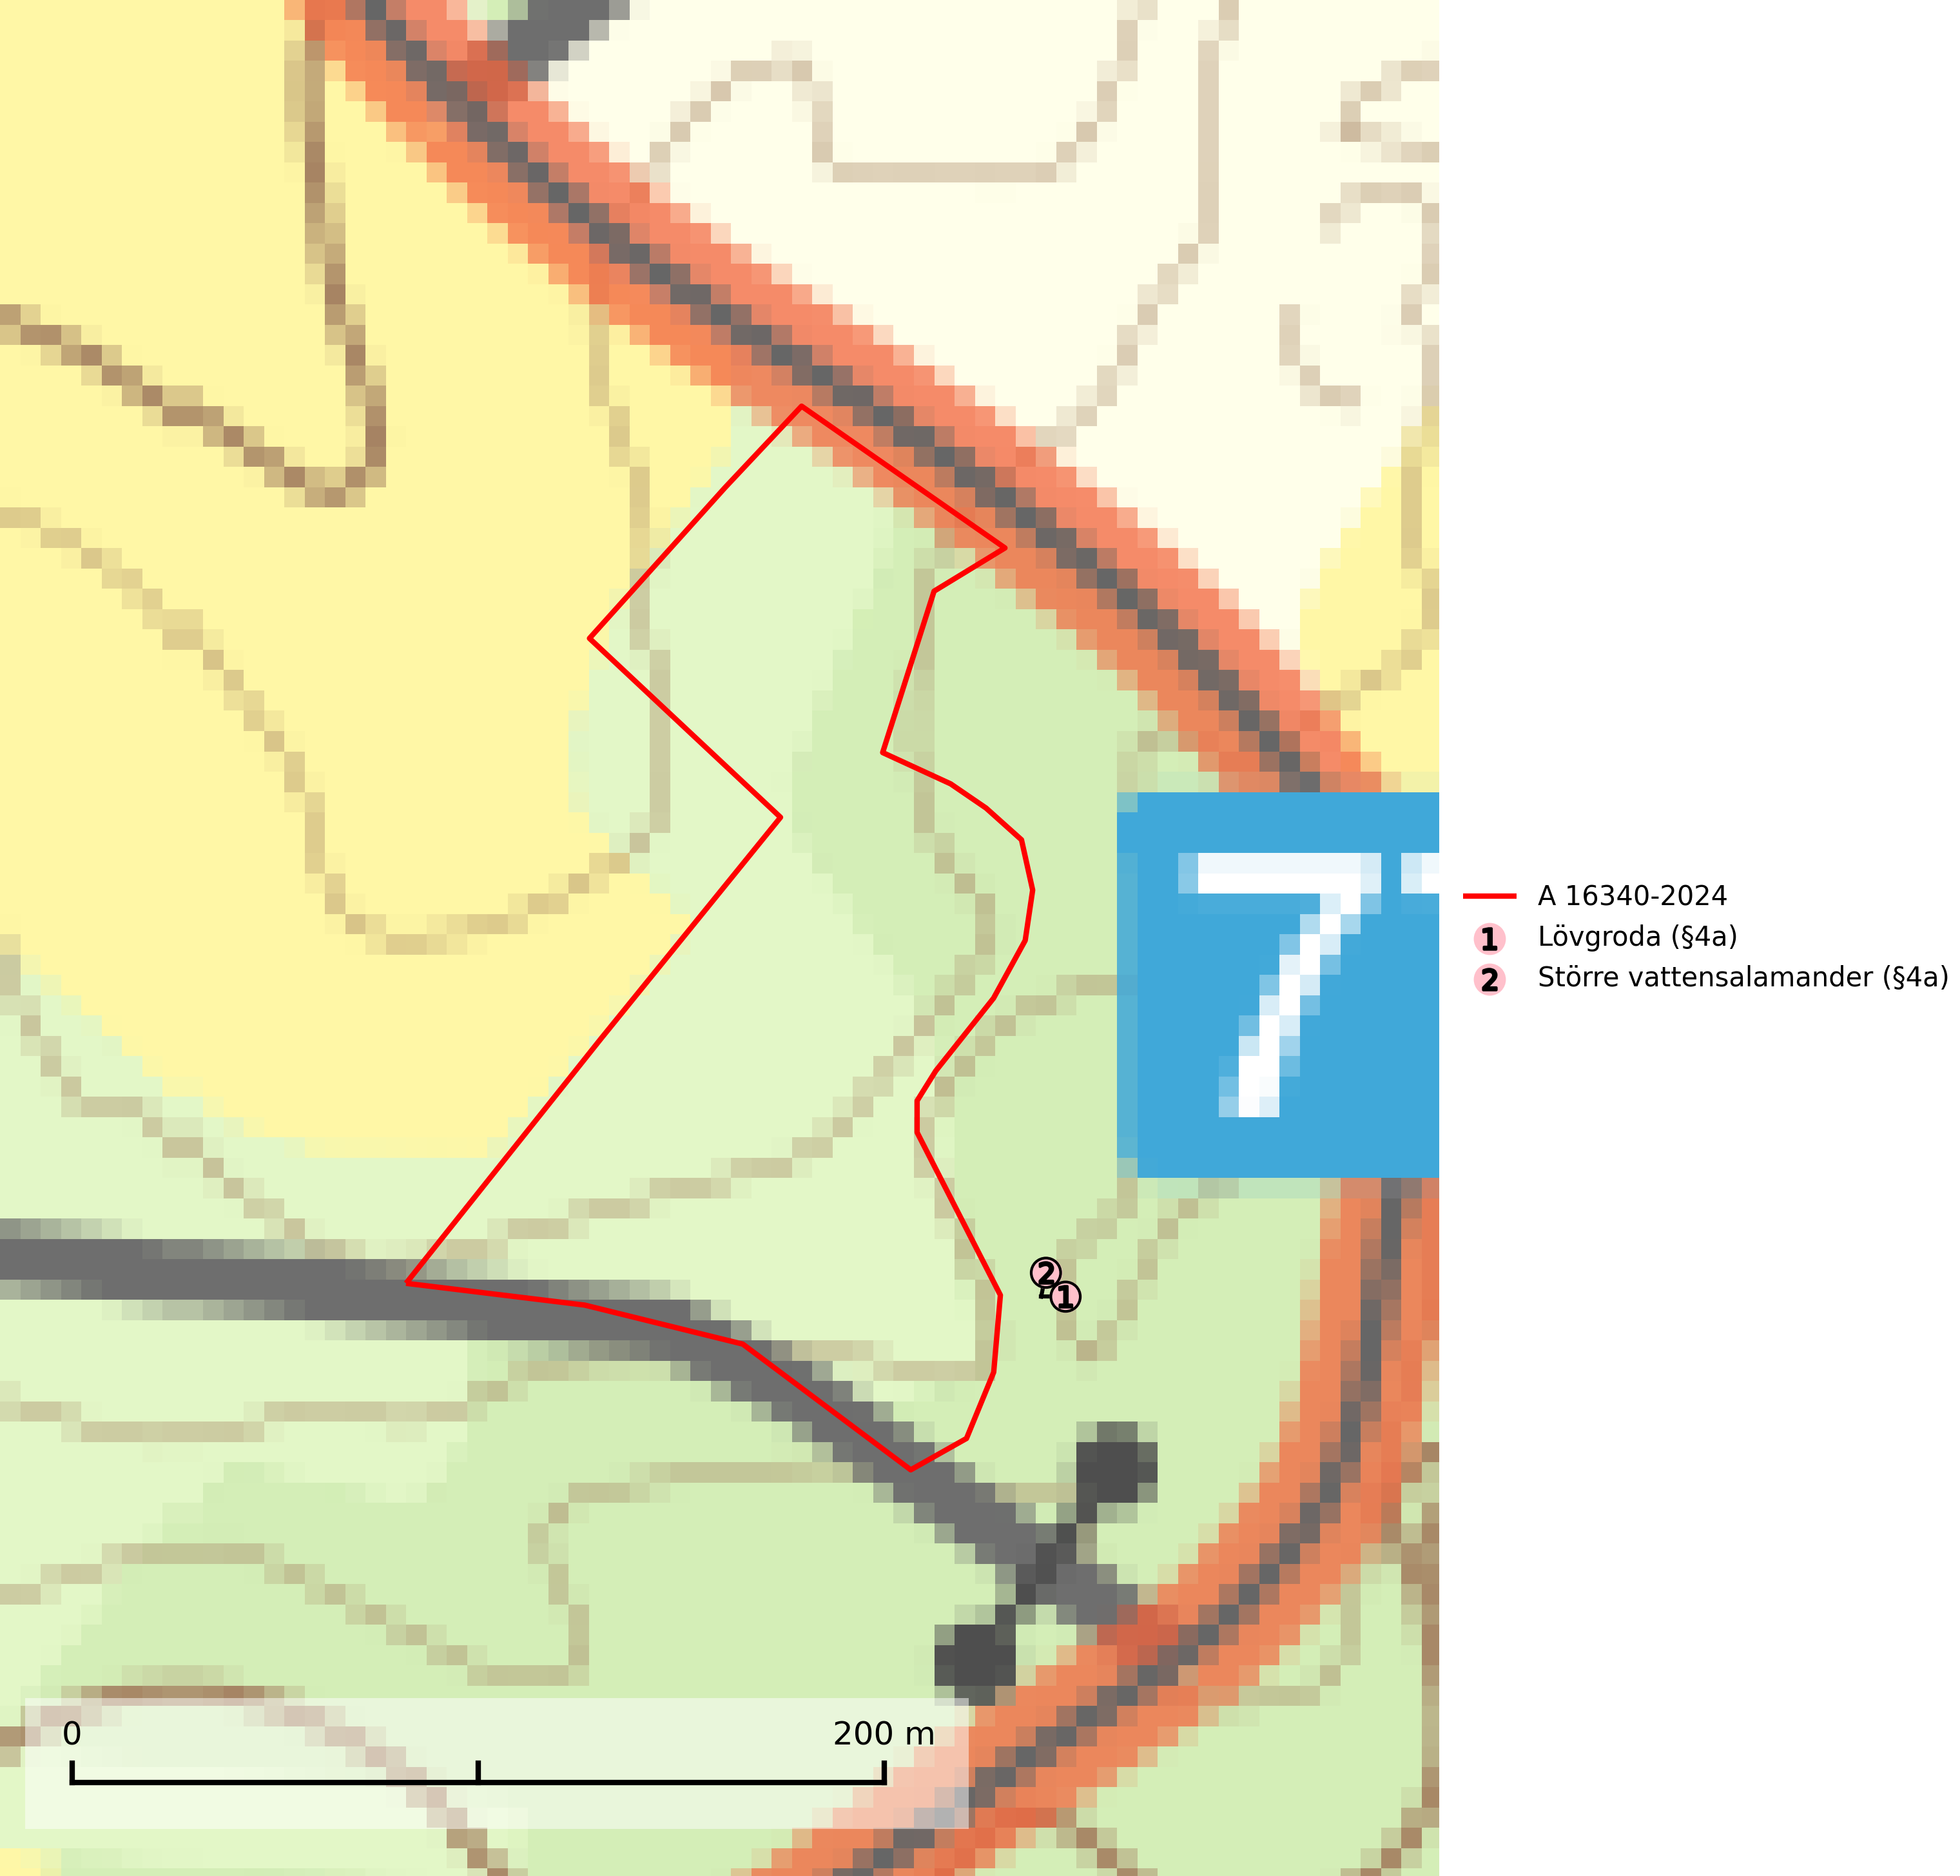 7
A 16340-2024
1 Lövgroda (§4a)
2 Större vattensalamander (§4a)
2
1
0 200 m